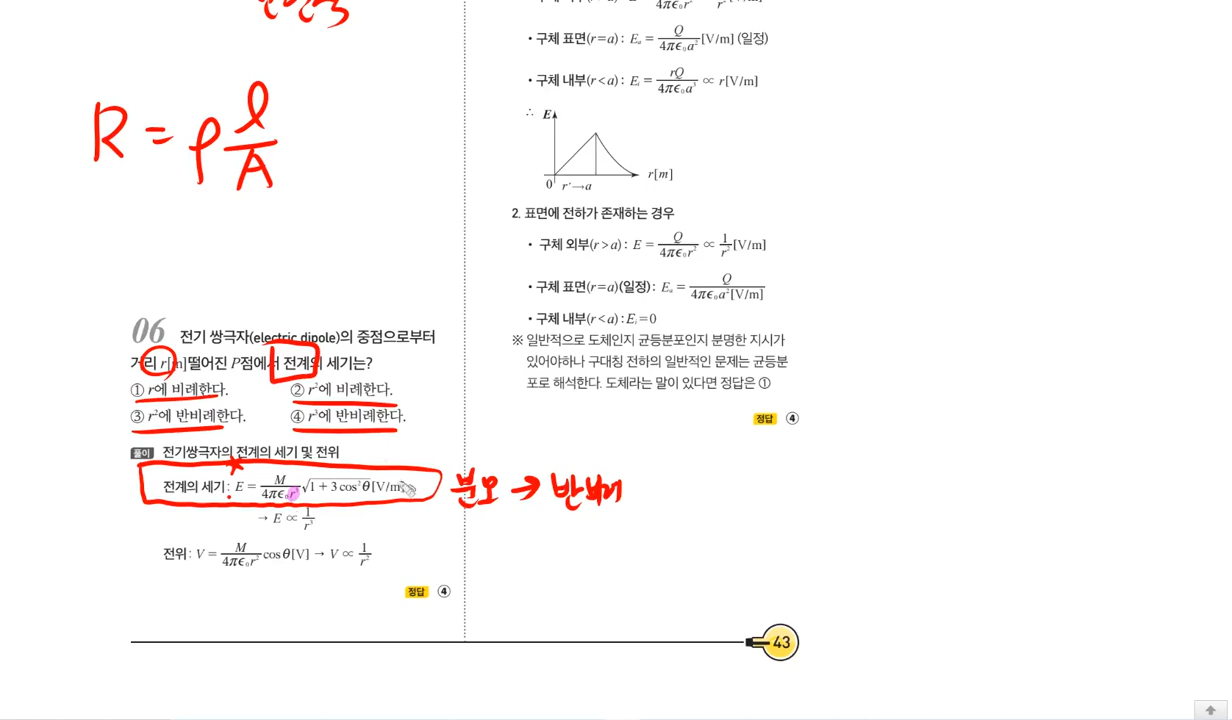 R = ρ l/A
06 전기 쌍극자(electric dipole)의 중점으로부터
거리 r[m]떨어진 P점에서 전계의 세기는?
① r에 비례한다. ② r²에 비례한다.
③ r²에 반비례한다. ④ r³에 반비례한다.
풀이 전기쌍극자의 전계의 세기 및 전위
전계의 세기 : E = M/4πϵ₀r³ √1 + 3 cos²θ [V/m]
분모 → 반비례
→ E ∝ 1/r³
전위 : V = M/4πϵ₀r² cosθ[V] → V ∝ 1/r²
정답 ④
• 구체 표면(r=a) : Eₐ = Q/4πϵ₀a² [V/m] (일정)
• 구체 내부(r<a) : Eᵢ = rQ/4πϵ₀a³ ∝ r[V/m]
∴ E
0 r→a r[m]
2. 표면에 전하가 존재하는 경우
• 구체 외부(r>a) : E = Q/4πϵ₀r² ∝ 1/r² [V/m]
• 구체 표면(r=a)(일정) : Eₐ = Q/4πϵ₀a²[V/m]
• 구체 내부(r<a) : Eᵢ=0
※ 일반적으로 도체인지 균등분포인지 분명한 지시가
있어야하나 구대칭 전하의 일반적인 문제는 균등분
포로 해석한다. 도체라는 말이 있다면 정답은 ①
정답 ④
43